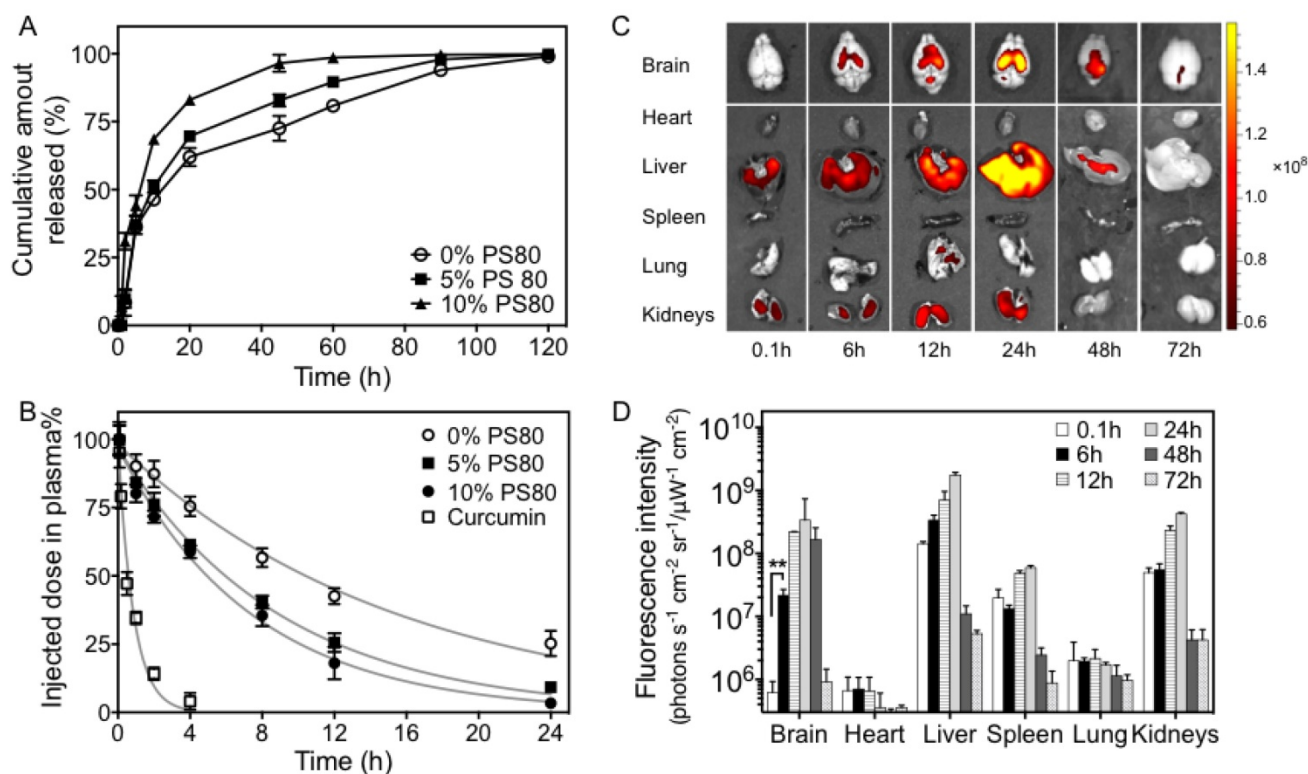 A
Cumulative amout
released (%)
100
75
50
25
0
0% PS80
5% PS 80
10% PS80
0 20 40 60 80 100 120
Time (h)
B
Injected dose in plasma%
100
75
50
25
0
0% PS80
5% PS80
10% PS80
Curcumin
0 4 8 12 16 20 24
Time (h)
C
Brain
Heart
Liver
Spleen
Lung
Kidneys
0.1h 6h 12h 24h 48h 72h
1.4
1.2
×10⁸
1.0
0.8
0.6
D
Fluorescence intensity
(photons s⁻¹ cm⁻² sr⁻¹/µW⁻¹ cm⁻²)
10¹⁰
10⁹
10⁸
10⁷
10⁶
0.1h 24h
6h 48h
12h 72h
**
Brain Heart Liver Spleen Lung Kidneys